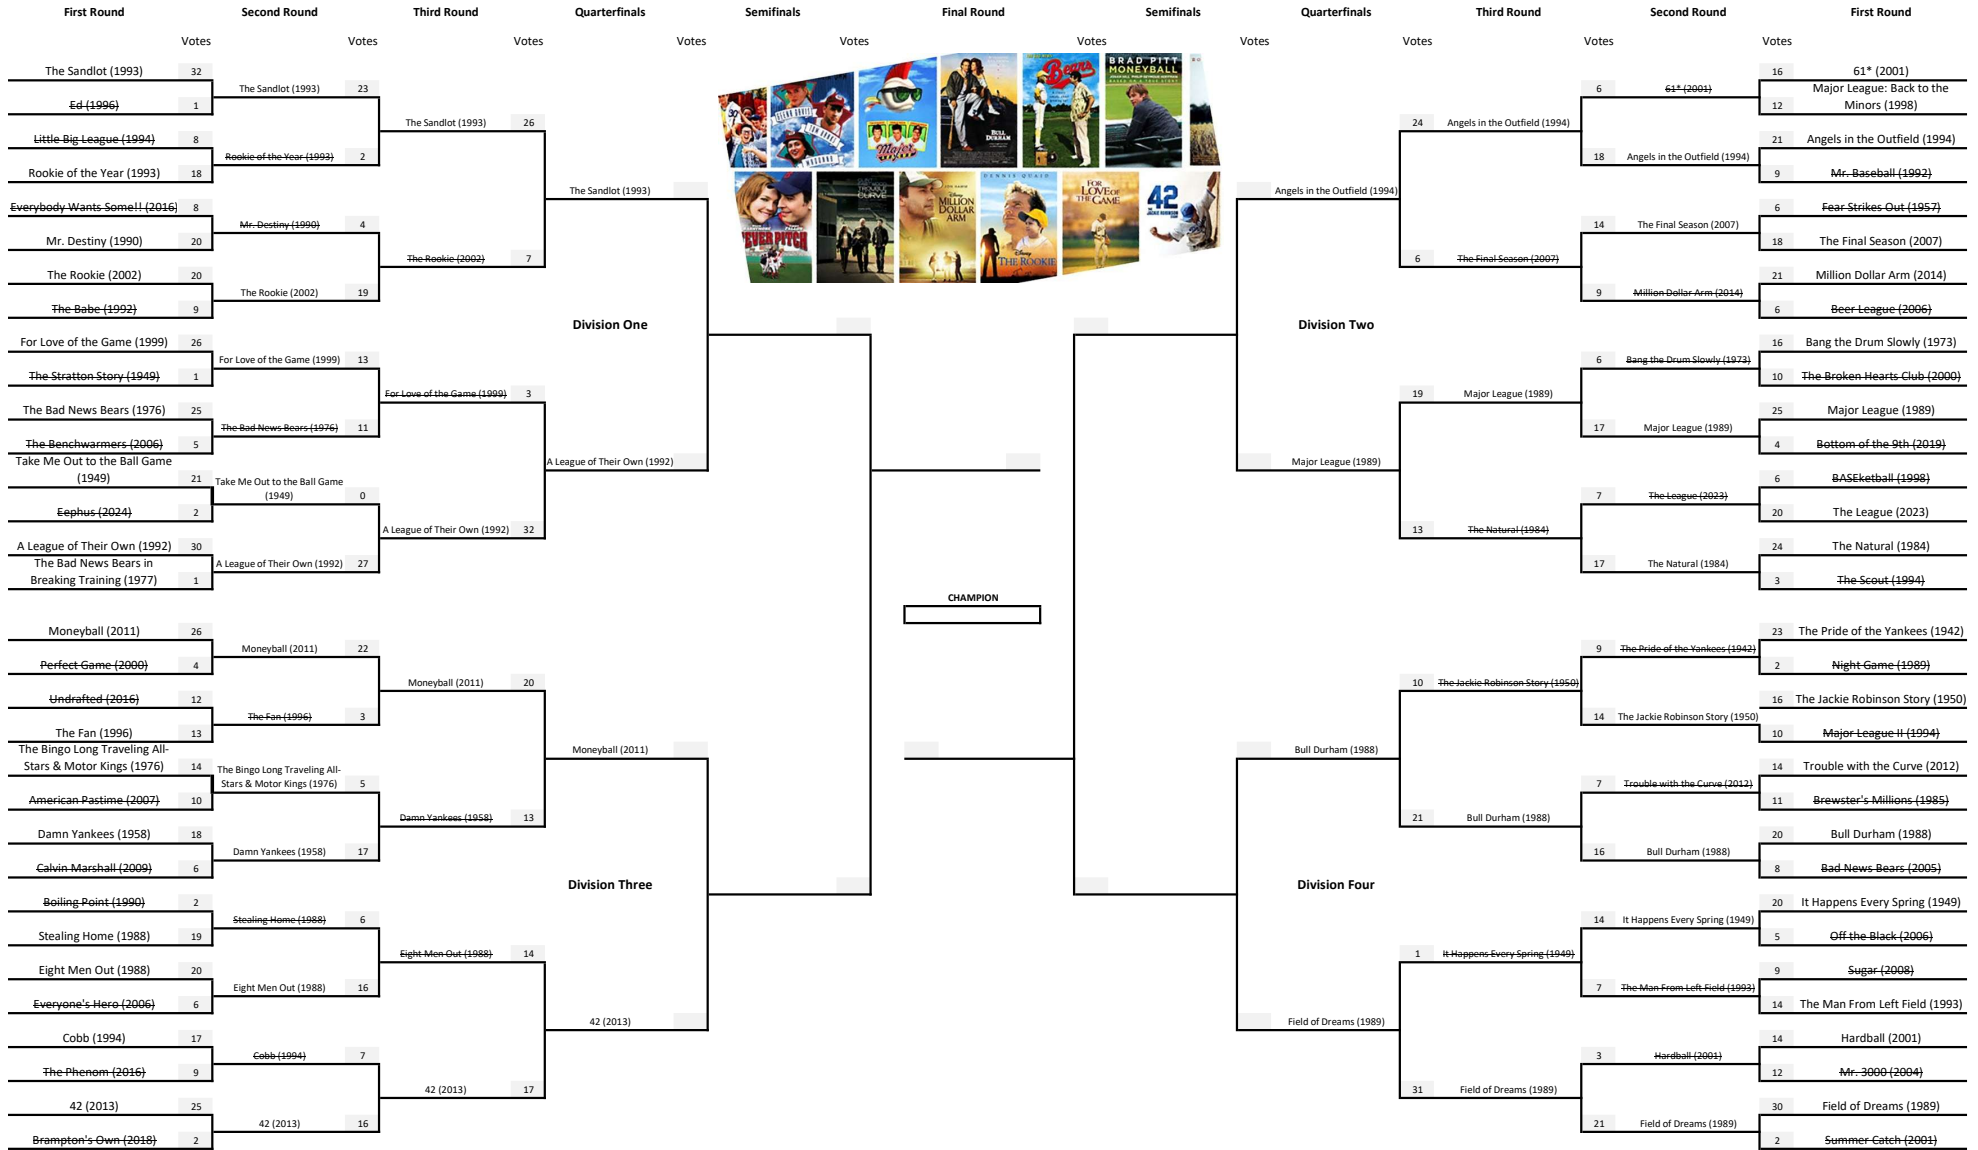 First Round
Second Round
Third Round
Quarterfinals
Semifinals
Final Round
Semifinals
Quarterfinals
Third Round
Second Round
First Round
Votes
Votes
Votes
Votes
Votes
Votes
Votes
Votes
Votes
Votes
The Sandlot (1993) 32
Ed (1996) 1
Little Big League (1994) 8
Rookie of the Year (1993) 18
Everybody Wants Some!! (2016) 8
Mr. Destiny (1990) 20
The Rookie (2002) 20
The Babe (1992) 9
For Love of the Game (1999) 26
The Stratton Story (1949) 1
The Bad News Bears (1976) 25
The Benchwarmers (2006) 5
Take Me Out to the Ball Game
(1949) 21
Eephus (2024) 2
A League of Their Own (1992) 30
The Bad News Bears in
Breaking Training (1977) 1
Moneyball (2011) 26
Perfect Game (2000) 4
Undrafted (2016) 12
The Fan (1996) 13
The Bingo Long Traveling All-
Stars & Motor Kings (1976) 14
American Pastime (2007) 10
Damn Yankees (1958) 18
Calvin Marshall (2009) 6
Boiling Point (1990) 2
Stealing Home (1988) 19
Eight Men Out (1988) 20
Everyone's Hero (2006) 6
Cobb (1994) 17
The Phenom (2016) 9
42 (2013) 25
Brampton's Own (2018) 2
The Sandlot (1993) 23
Rookie of the Year (1993) 2
Mr. Destiny (1990) 4
The Rookie (2002) 19
For Love of the Game (1999) 13
The Bad News Bears (1976) 11
Take Me Out to the Ball Game
(1949) 0
A League of Their Own (1992) 27
Moneyball (2011) 22
The Fan (1996) 3
The Bingo Long Traveling All-
Stars & Motor Kings (1976) 5
Damn Yankees (1958) 17
Stealing Home (1988) 6
Eight Men Out (1988) 16
Cobb (1994) 7
42 (2013) 16
The Sandlot (1993) 26
The Rookie (2002) 7
For Love of the Game (1999) 3
A League of Their Own (1992) 32
Moneyball (2011) 20
Damn Yankees (1958) 13
Eight Men Out (1988) 14
42 (2013) 17
The Sandlot (1993)
Division One
A League of Their Own (1992)
Moneyball (2011)
Division Three
42 (2013)
GEENA DAVIS
TOM HANKS
MADONNA
Major
BULL
DURHAM
Bears
BRAD PITT
MONEYBALL
EVER PITCH
TROUBLE
CURVE
Disney
MILLION
DOLLAR
ARM
DENNIS QUAID
Disney
THE ROOKIE
FOR
LOVE OF
THE GAME
42
CHAMPION
Angels in the Outfield (1994)
Division Two
Major League (1989)
Bull Durham (1988)
Division Four
Field of Dreams (1989)
24 Angels in the Outfield (1994)
6 The Final Season (2007)
19 Major League (1989)
13 The Natural (1984)
10 The Jackie Robinson Story (1950)
21 Bull Durham (1988)
1 It Happens Every Spring (1949)
31 Field of Dreams (1989)
6 61* (2001)
18 Angels in the Outfield (1994)
14 The Final Season (2007)
9 Million Dollar Arm (2014)
6 Bang the Drum Slowly (1973)
17 Major League (1989)
7 The League (2023)
17 The Natural (1984)
9 The Pride of the Yankees (1942)
14 The Jackie Robinson Story (1950)
7 Trouble with the Curve (2012)
16 Bull Durham (1988)
14 It Happens Every Spring (1949)
7 The Man From Left Field (1993)
3 Hardball (2001)
21 Field of Dreams (1989)
16 61* (2001)
Major League: Back to the
12 Minors (1998)
21 Angels in the Outfield (1994)
9 Mr. Baseball (1992)
6 Fear Strikes Out (1957)
18 The Final Season (2007)
21 Million Dollar Arm (2014)
6 Beer League (2006)
16 Bang the Drum Slowly (1973)
10 The Broken Hearts Club (2000)
25 Major League (1989)
4 Bottom of the 9th (2019)
6 BASEketball (1998)
20 The League (2023)
24 The Natural (1984)
3 The Scout (1994)
23 The Pride of the Yankees (1942)
2 Night Game (1989)
16 The Jackie Robinson Story (1950)
10 Major League II (1994)
14 Trouble with the Curve (2012)
11 Brewster's Millions (1985)
20 Bull Durham (1988)
8 Bad News Bears (2005)
20 It Happens Every Spring (1949)
5 Off the Black (2006)
9 Sugar (2008)
14 The Man From Left Field (1993)
14 Hardball (2001)
12 Mr. 3000 (2004)
30 Field of Dreams (1989)
2 Summer Catch (2001)